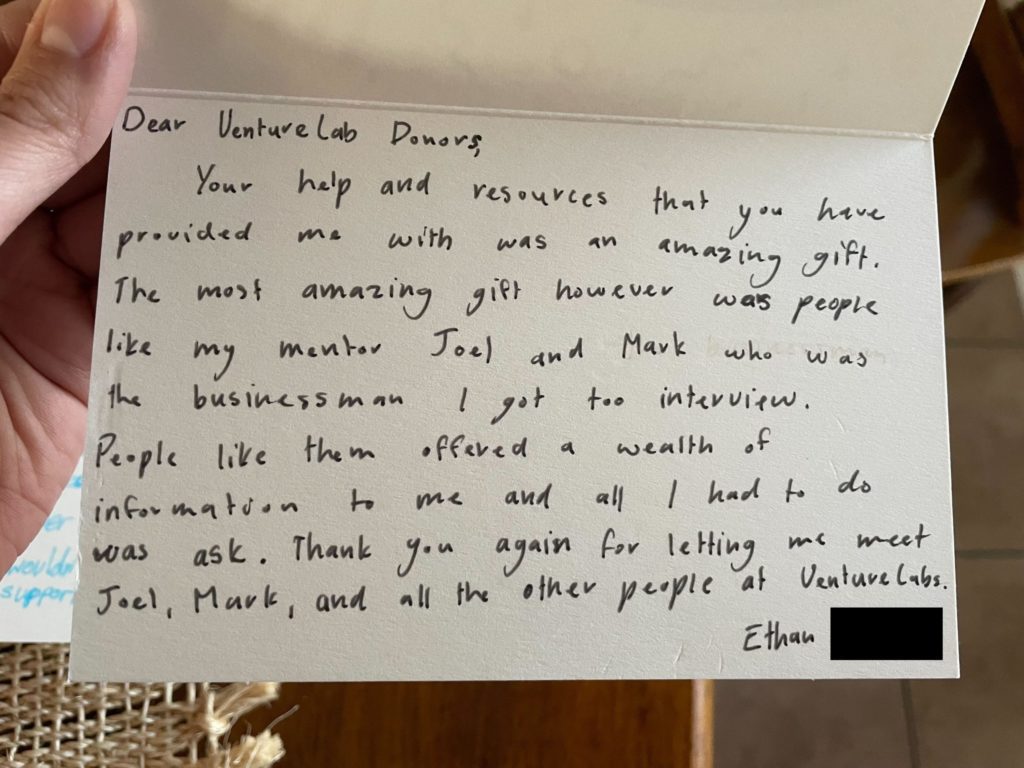 Dear VentureLab Donors,
Your help and resources that you have
provided me with was an amazing gift.
The most amazing gift however was people
like my mentor Joel and Mark who was
the businessman I got too interview.
People like them offered a wealth of
information to me and all I had to do
was ask. Thank you again for letting me meet
Joel, Mark, and all the other people at VentureLabs.
Ethan
er
wouldn
suppor